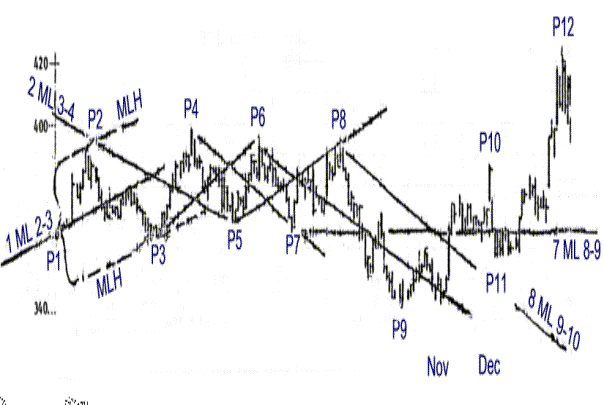 P12
420
2 ML 3-4
P2
MLH
P4
P6
P8
400
P10
1 ML 2-3
P1
MLH
P3
P5
P7
7 ML 8-9
P11
340...
P9
8 ML 9-10
Nov
Dec